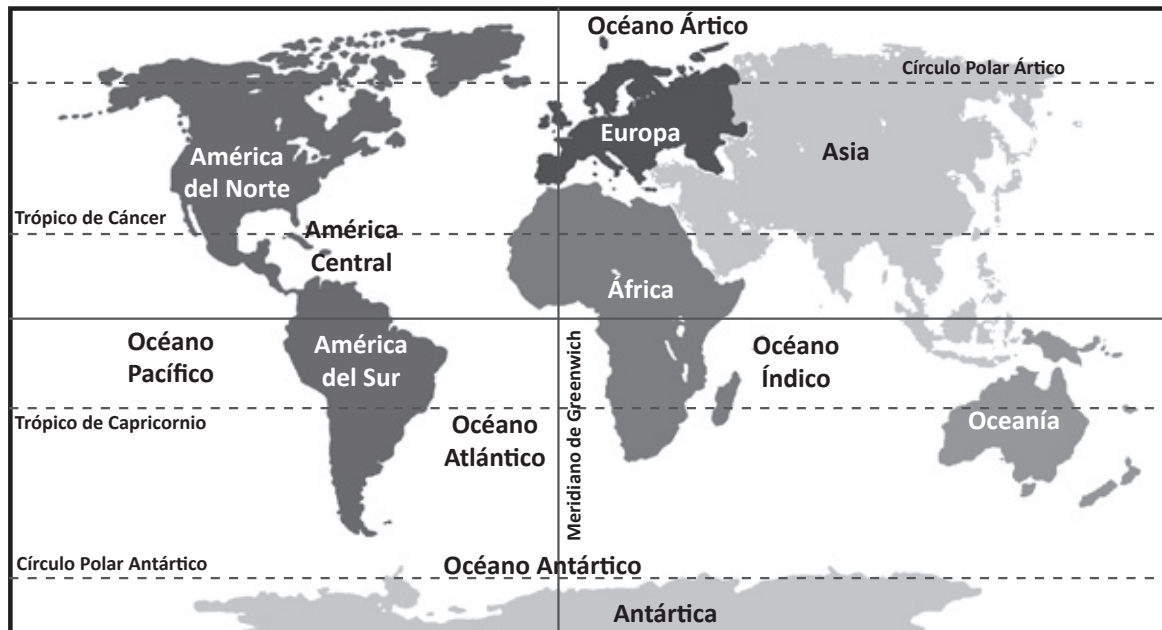 Océano Ártico
Círculo Polar Ártico
Europa
Asia
América
del Norte
Trópico de Cáncer
América
Central
África
Océano
Pacífico
América
del Sur
Meridiano de Greenwich
Océano
Índico
Trópico de Capricornio
Océano
Atlántico
Oceanía
Círculo Polar Antártico
Océano Antártico
Antártica